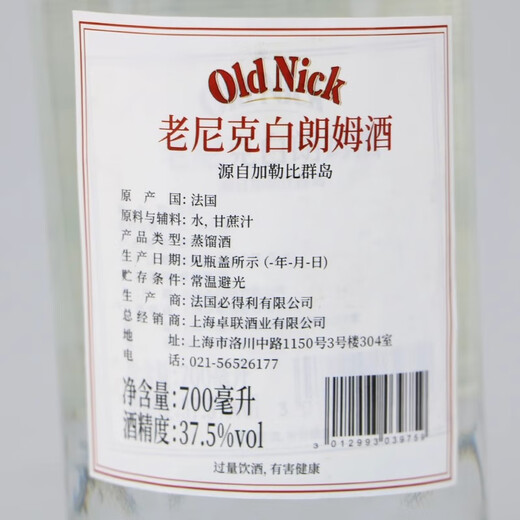 Old Nick
老尼克白朗姆酒
源自加勒比群岛
原产国:法国
原料与辅料:水, 甘蔗汁
产品类型:蒸馏酒
生产日期:见瓶盖所示 (-年-月-日)
贮存条件:常温避光
生产商:法国必得利有限公司
总经销商:上海卓联酒业有限公司
地址:上海市洛川中路1150号3号楼304室
电话:021-56526177
净含量:700毫升
酒精度:37.5%vol
3 012993 039759
过量饮酒, 有害健康